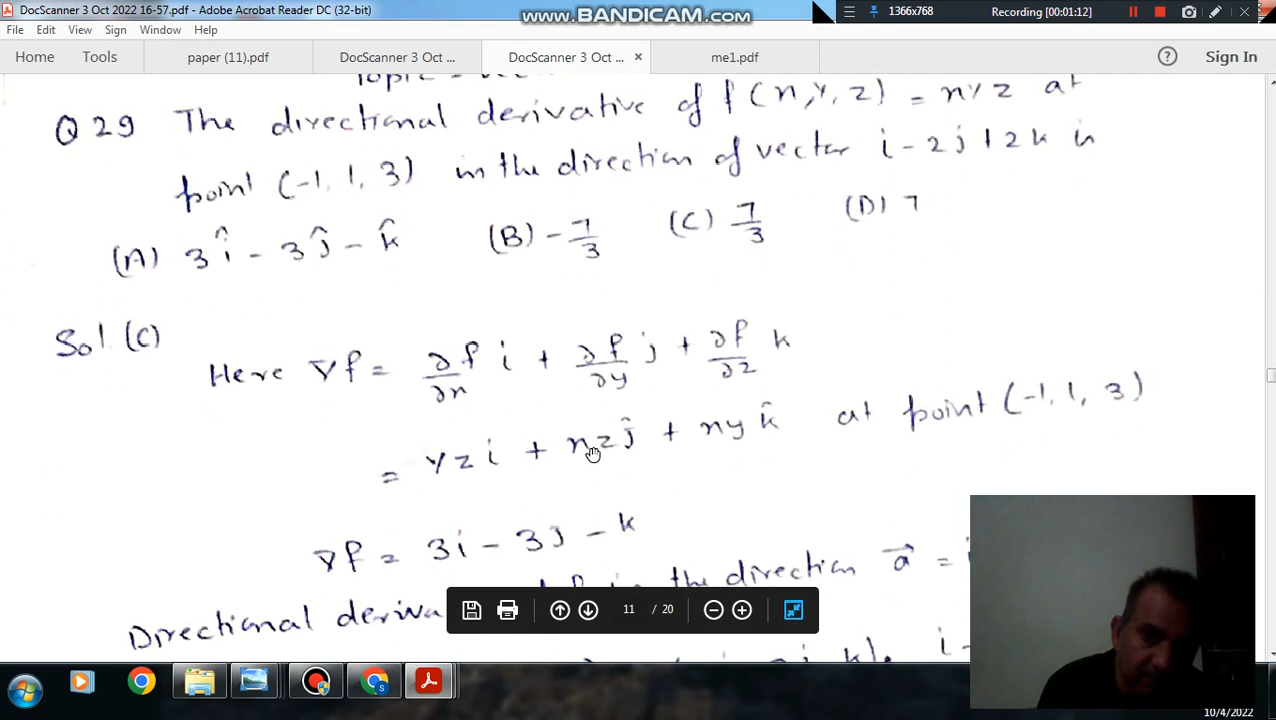 DocScanner 3 Oct 2022 16-57.pdf - Adobe Acrobat Reader DC (32-bit)
www.BANDICAM.com
1366x768
Recording [00:01:12]
File Edit View Sign Window Help
Home Tools paper (11).pdf DocScanner 3 Oct ... DocScanner 3 Oct ... × me1.pdf Sign In
Q 29 The directional derivative of f(x, y, z) = xyz at
point (-1, 1, 3) in the direction of vector i - 2j + 2k is
(A) 3î - 3ĵ - k̂ (B) -7/3 (C) 7/3 (D) 7
Sol. (C)
Here ∇f = ∂f/∂x i + ∂f/∂y j + ∂f/∂z k
= yz i + xz ĵ + xy k̂ at point (-1, 1, 3)
∇f = 3i - 3j - k
Directional in the direction a⃗ =
11 / 20
10/4/2022